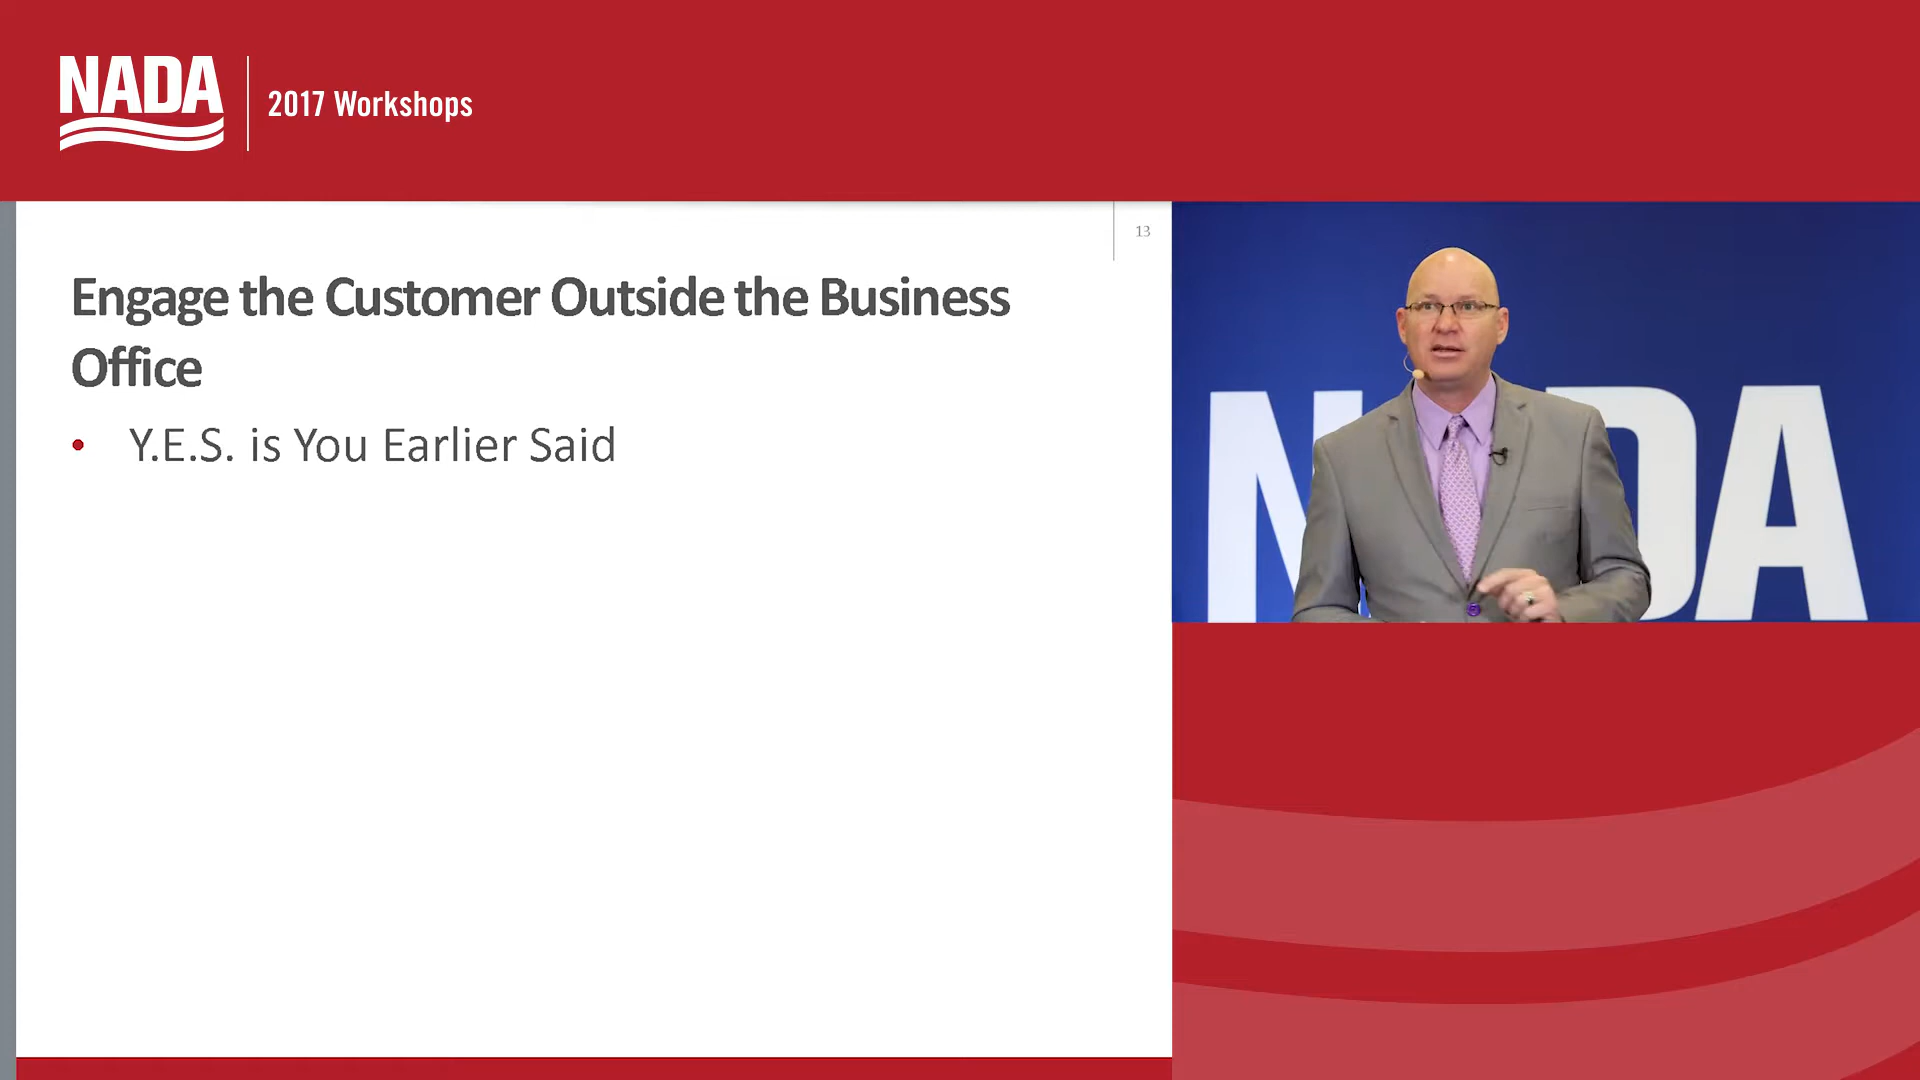 NADA
2017 Workshops
13
Engage the Customer Outside the Business
Office
• Y.E.S. is You Earlier Said
NADA